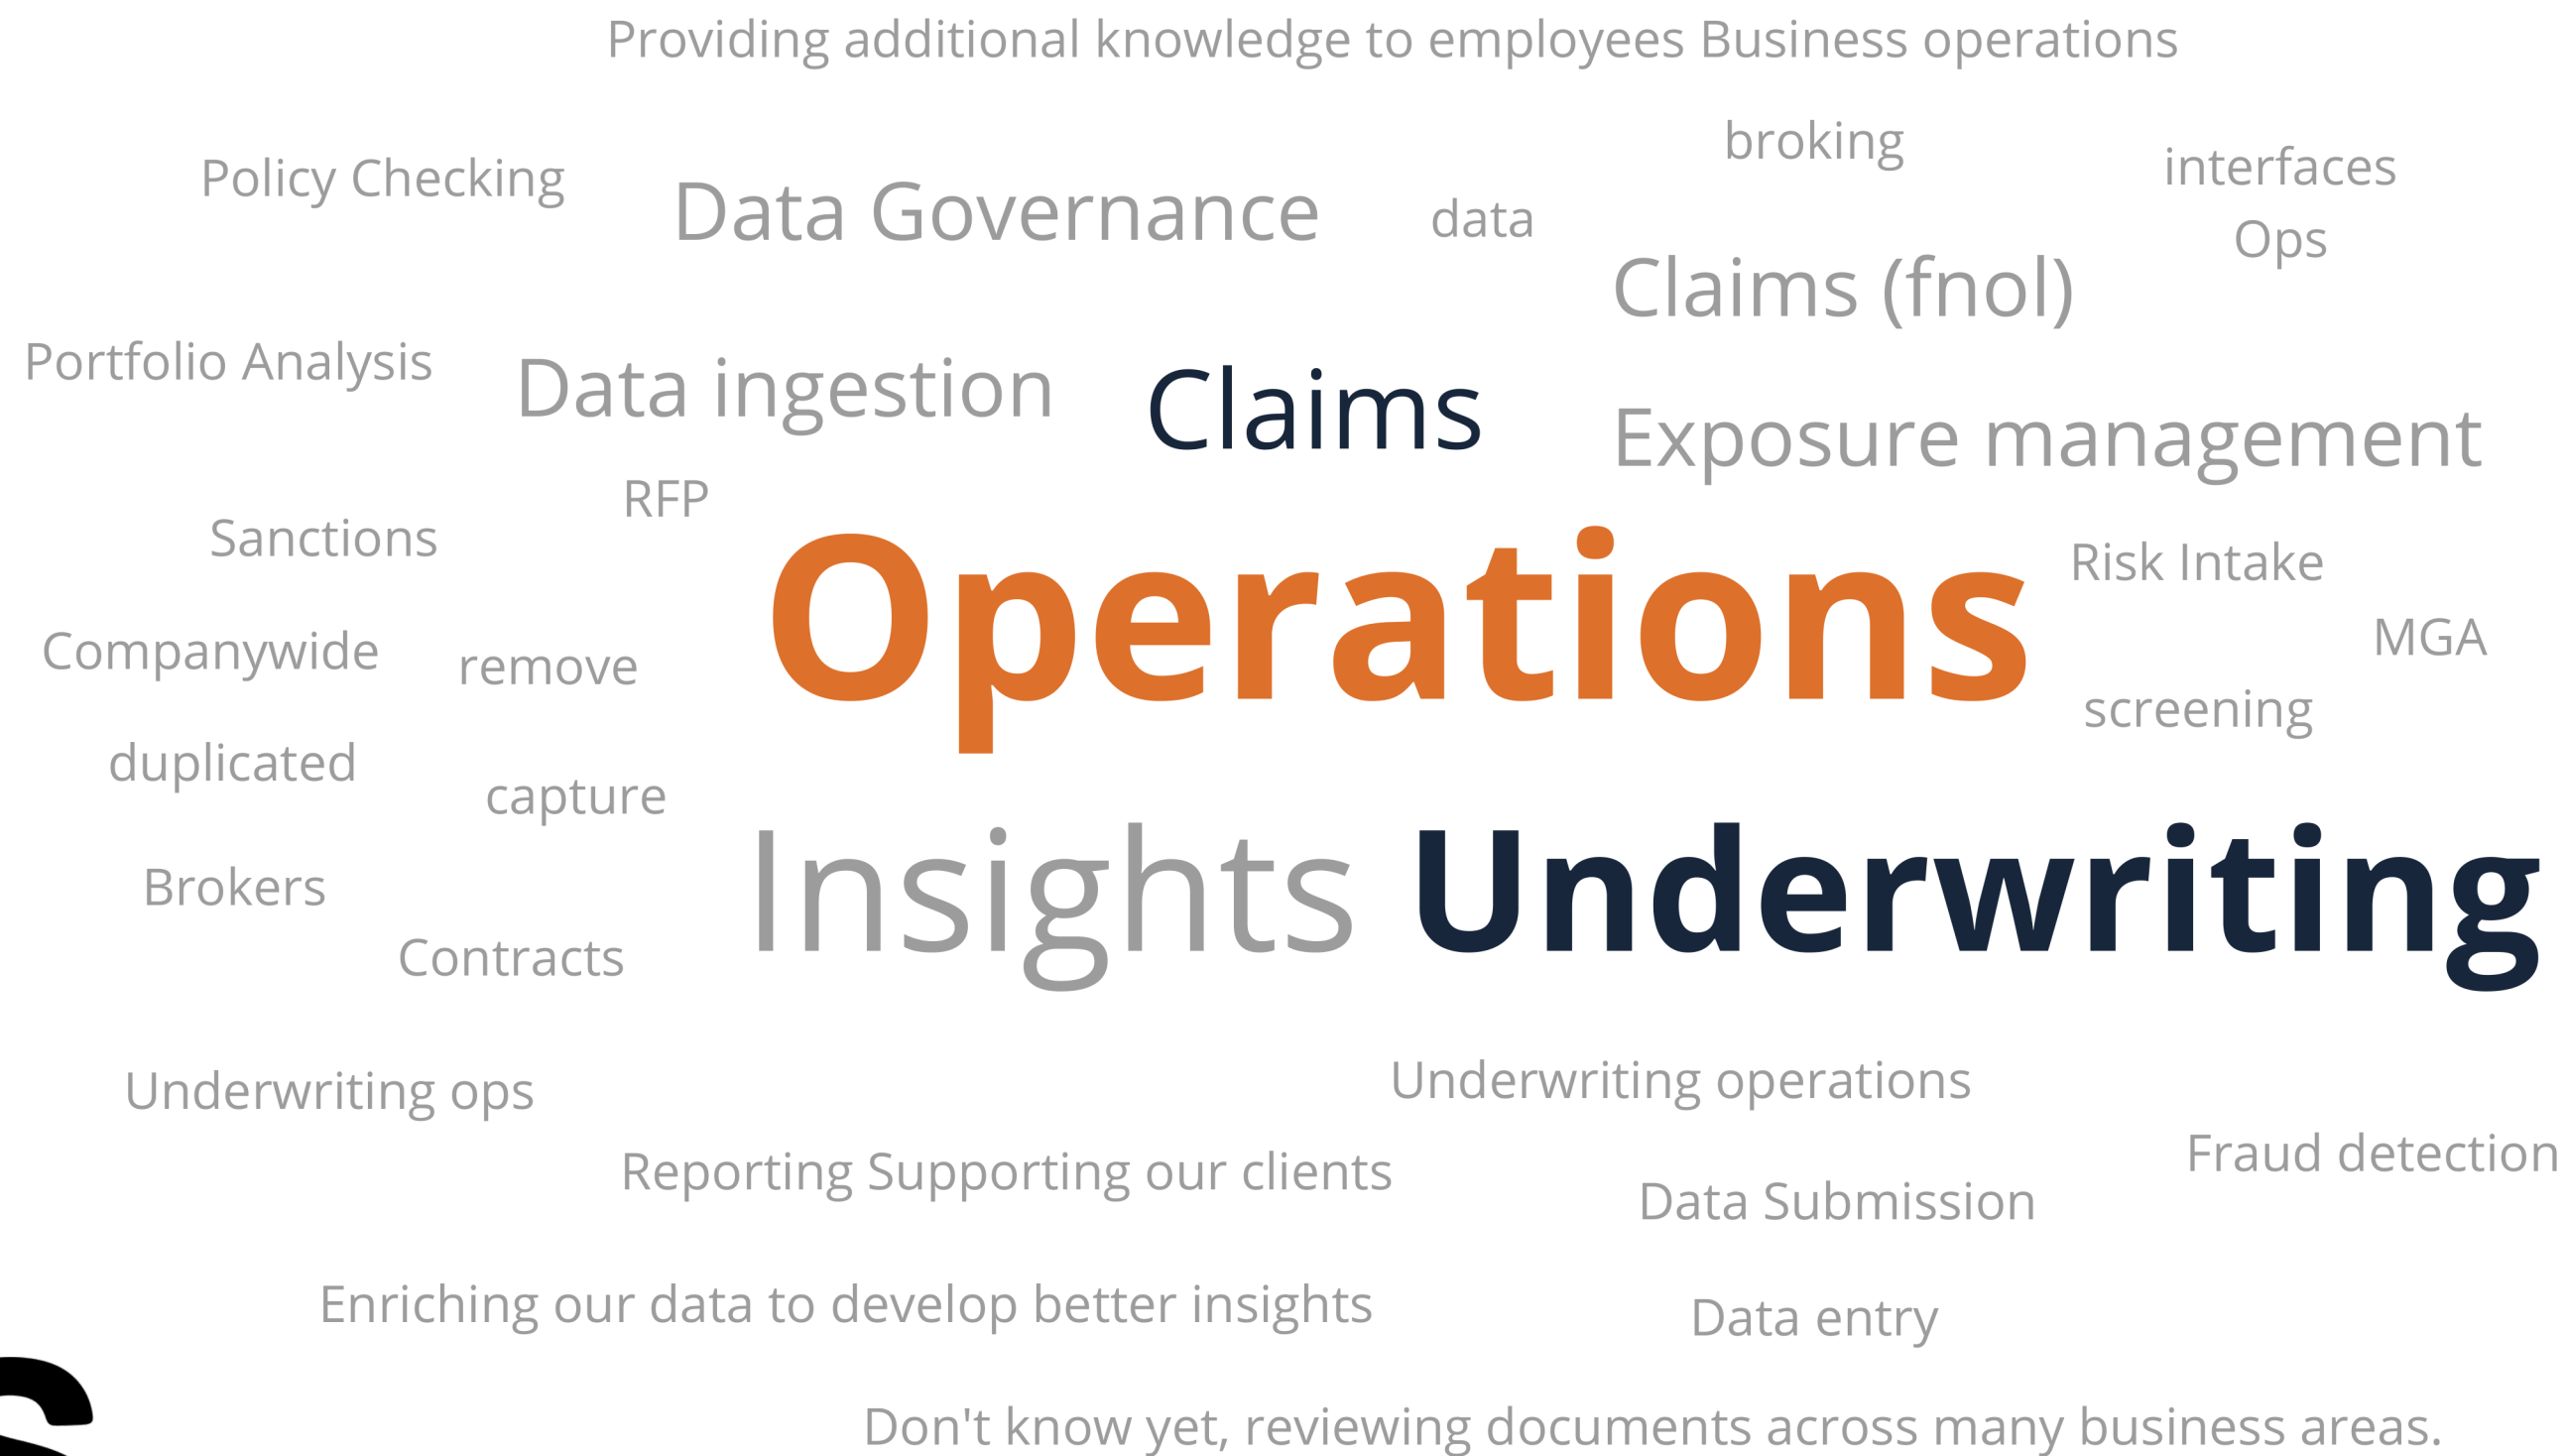 Providing additional knowledge to employees Business operations
broking
Policy Checking
interfaces
Data Governance
data
Ops
Claims (fnol)
Portfolio Analysis
Data ingestion
Claims
Exposure management
RFP
Sanctions
Risk Intake
Operations
Companywide
remove
MGA
screening
duplicated
capture
Insights
Underwriting
Brokers
Contracts
Underwriting ops
Underwriting operations
Fraud detection
Reporting Supporting our clients
Data Submission
Enriching our data to develop better insights
Data entry
Don't know yet, reviewing documents across many business areas.